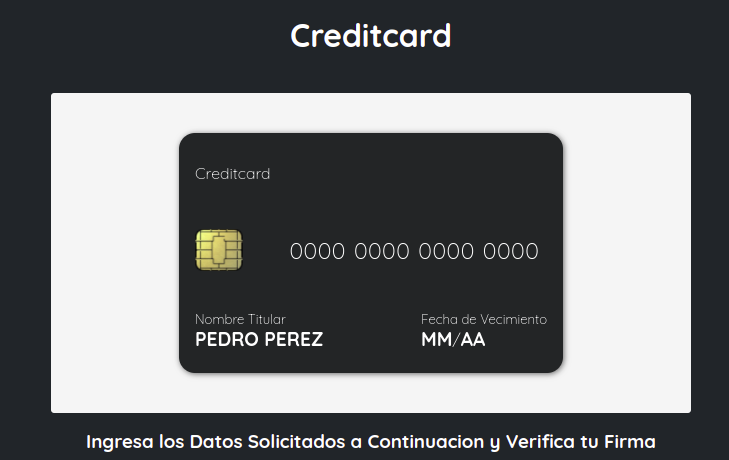 Creditcard
Creditcard
0000 0000 0000 0000
Nombre Titular
PEDRO PEREZ
Fecha de Vecimiento
MM/AA
Ingresa los Datos Solicitados a Continuacion y Verifica tu Firma